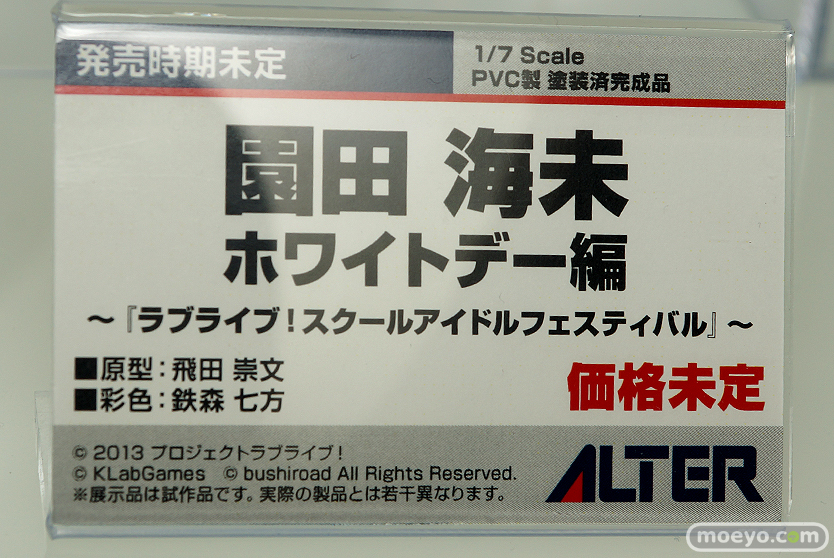 発売時期未定
1/7 Scale
PVC製 塗装済完成品
園田 海未
ホワイトデー編
~『ラブライブ!スクールアイドルフェスティバル』~
■原型:飛田 崇文
■彩色:鉄森 七方
価格未定
© 2013 プロジェクトラブライブ!
© KLabGames © bushiroad All Rights Reserved.
※展示品は試作品です。実際の製品とは若干異なります。
ALTER
moeyo.com